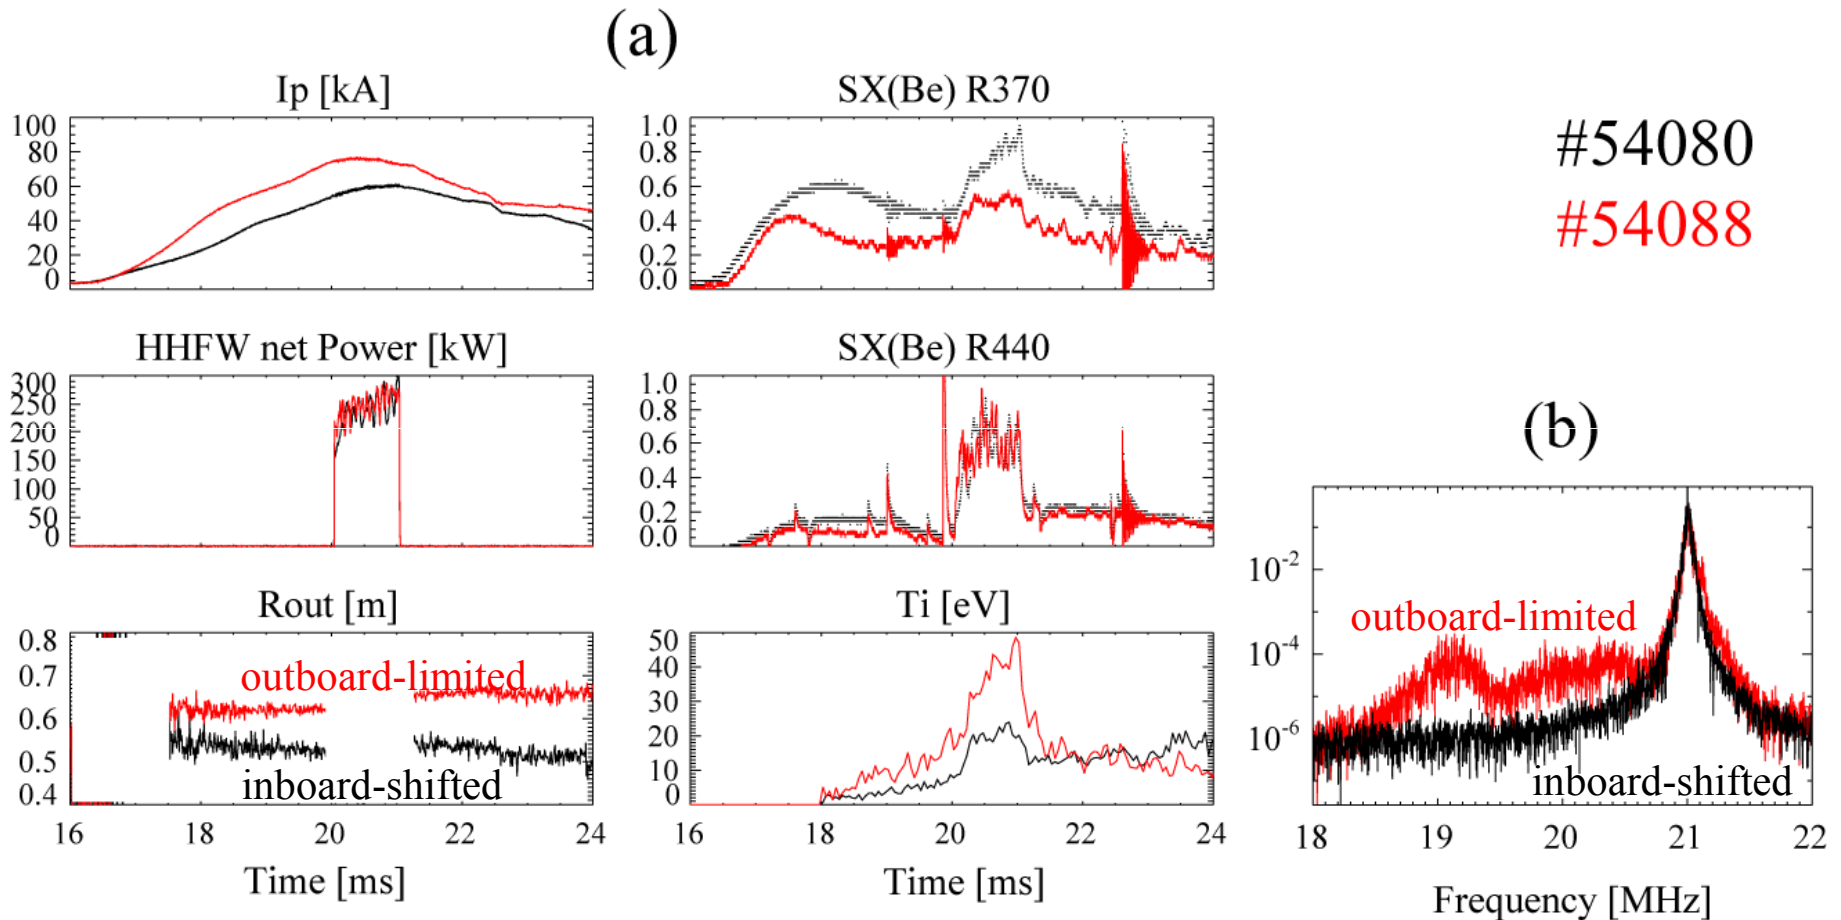 (a)
Ip [kA]
100
80
60
40
20
0
SX(Be) R370
1.0
0.8
0.6
0.4
0.2
0.0
#54080
#54088
HHFW net Power [kW]
300
250
200
150
100
50
0
SX(Be) R440
1.0
0.8
0.6
0.4
0.2
0.0
Rout [m]
0.8
0.7
0.6
0.5
0.4
outboard-limited
inboard-shifted
16 18 20 22 24
Time [ms]
Ti [eV]
50
40
30
20
10
0
16 18 20 22 24
Time [ms]
(b)
10-2
10-4
10-6
outboard-limited
inboard-shifted
18 19 20 21 22
Frequency [MHz]